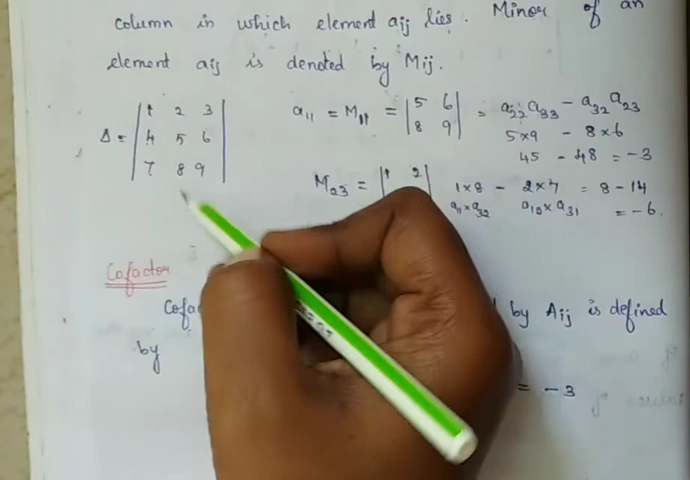 column in which element aij lies. Minor of an
element aij is denoted by Mij.
Δ = | 1 2 3 |
| 4 5 6 |
| 7 8 9 |
a11 = M11 = | 5 6 | = a22 a33 - a32 a23
| 8 9 | 5×9 - 8×6
45 - 48 = -3
M23 = | 1 2 | 1×8 - 2×7 = 8-14
a11×a32 a12×a31 = -6.
Cofactor
by Aij is defined
by
= -3